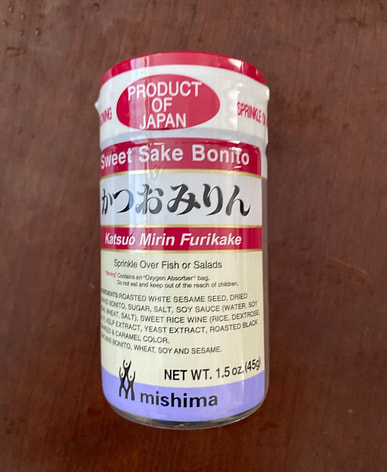 PRODUCT
OF
JAPAN
SPRINKLE
Sweet Sake Bonito
かつおみりん
Katsuo Mirin Furikake
Sprinkle Over Fish or Salads
Contains an "Oxygen Absorber" bag.
Do not eat and keep out of the reach of children.
ROASTED WHITE SESAME SEED, DRIED
BONITO, SUGAR, SALT, SOY SAUCE (WATER, SOY
WHEAT, SALT), SWEET RICE WINE (RICE, DEXTROSE,
KELP EXTRACT, YEAST EXTRACT, ROASTED BLACK
& CARAMEL COLOR.
BONITO, WHEAT, SOY AND SESAME.
NET WT. 1.5 oz. (45g)
mishima